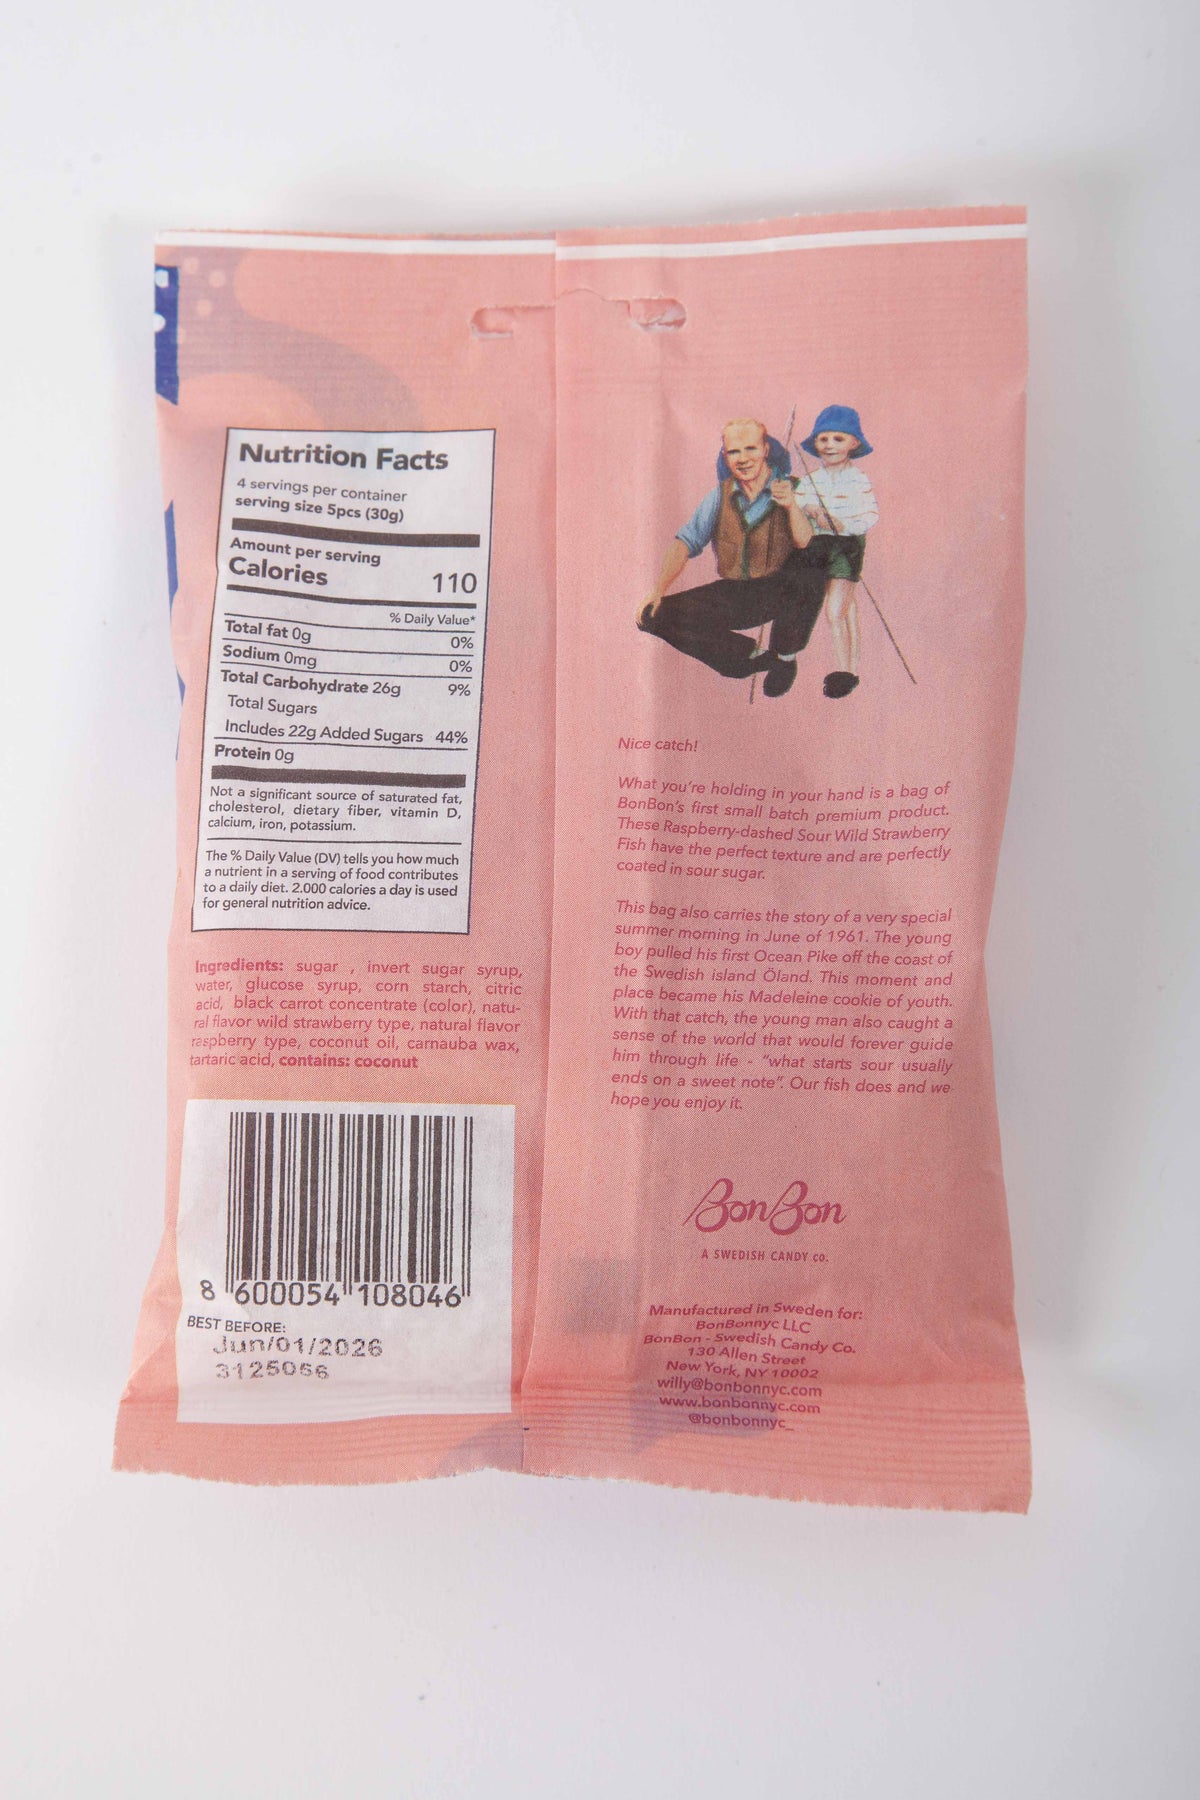 Nutrition Facts
4 servings per container
serving size 5pcs (30g)
Amount per serving
Calories 110
% Daily Value*
Total fat 0g 0%
Sodium 0mg 0%
Total Carbohydrate 26g 9%
Total Sugars
Includes 22g Added Sugars 44%
Protein 0g
Not a significant source of saturated fat,
cholesterol, dietary fiber, vitamin D,
calcium, iron, potassium.
The % Daily Value (DV) tells you how much
a nutrient in a serving of food contributes
to a daily diet. 2.000 calories a day is used
for general nutrition advice.
Ingredients: sugar , invert sugar syrup,
water, glucose syrup, corn starch, citric
acid, black carrot concentrate (color), natu-
ral flavor wild strawberry type, natural flavor
raspberry type, coconut oil, carnauba wax,
tartaric acid, contains: coconut
8 600054 108046
BEST BEFORE:
Jun/01/2026
3125056
Nice catch!
What you're holding in your hand is a bag of
BonBon's first small batch premium product.
These Raspberry-dashed Sour Wild Strawberry
Fish have the perfect texture and are perfectly
coated in sour sugar.
This bag also carries the story of a very special
summer morning in June of 1961. The young
boy pulled his first Ocean Pike off the coast of
the Swedish island Öland. This moment and
place became his Madeleine cookie of youth.
With that catch, the young man also caught a
sense of the world that would forever guide
him through life - "what starts sour usually
ends on a sweet note". Our fish does and we
hope you enjoy it.
BonBon
A SWEDISH CANDY co.
Manufactured in Sweden for:
BonBonnyc LLC
BonBon - Swedish Candy Co.
130 Allen Street
New York, NY 10002
willy@bonbonnyc.com
www.bonbonnyc.com
@bonbonnyc_